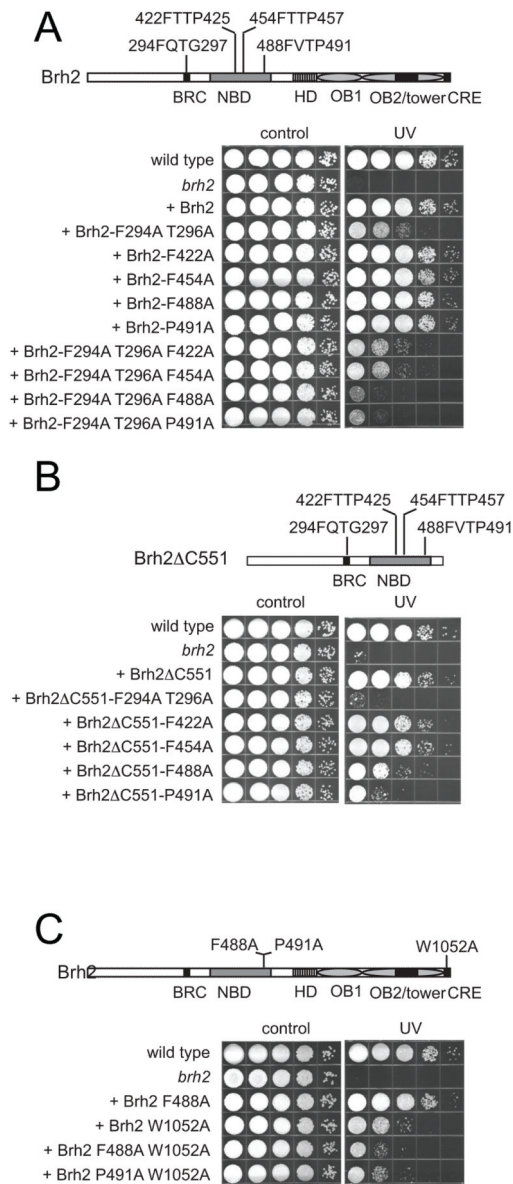 A
422FTTP425 454FTTP457
294FQTG297 488FVTP491
Brh2
BRC NBD HD OB1 OB2/tower CRE
control UV
wild type
brh2
+ Brh2
+ Brh2-F294A T296A
+ Brh2-F422A
+ Brh2-F454A
+ Brh2-F488A
+ Brh2-P491A
+ Brh2-F294A T296A F422A
+ Brh2-F294A T296A F454A
+ Brh2-F294A T296A F488A
+ Brh2-F294A T296A P491A
B
422FTTP425 454FTTP457
294FQTG297 488FVTP491
Brh2ΔC551
BRC NBD
control UV
wild type
brh2
+ Brh2ΔC551
+ Brh2ΔC551-F294A T296A
+ Brh2ΔC551-F422A
+ Brh2ΔC551-F454A
+ Brh2ΔC551-F488A
+ Brh2ΔC551-P491A
C
F488A P491A W1052A
Brh2
BRC NBD HD OB1 OB2/tower CRE
control UV
wild type
brh2
+ Brh2 F488A
+ Brh2 W1052A
+ Brh2 F488A W1052A
+ Brh2 P491A W1052A